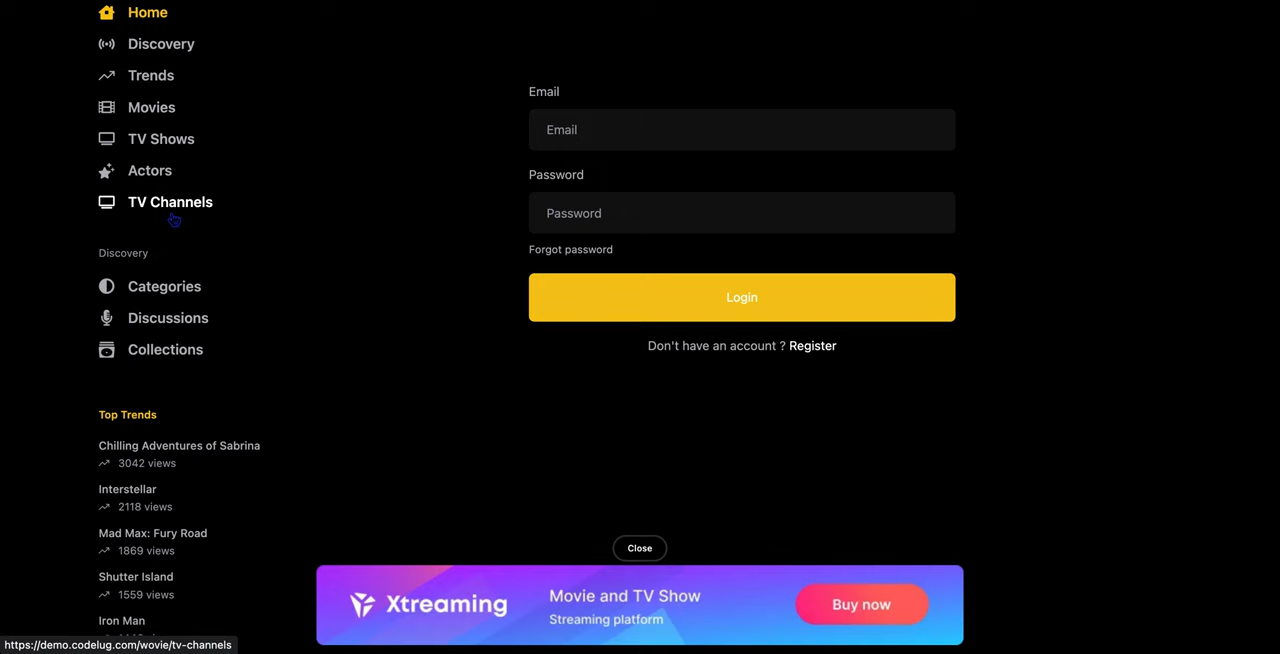 Home
Discovery
Trends
Movies
TV Shows
Actors
TV Channels
Discovery
Categories
Discussions
Collections
Top Trends
Chilling Adventures of Sabrina
3042 views
Interstellar
2118 views
Mad Max: Fury Road
1869 views
Shutter Island
1559 views
Iron Man
Email
Email
Password
Password
Forgot password
Login
Don't have an account ? Register
Close
Xtreaming
Movie and TV Show
Streaming platform
Buy now
https://demo.codelug.com/wovie/tv-channels